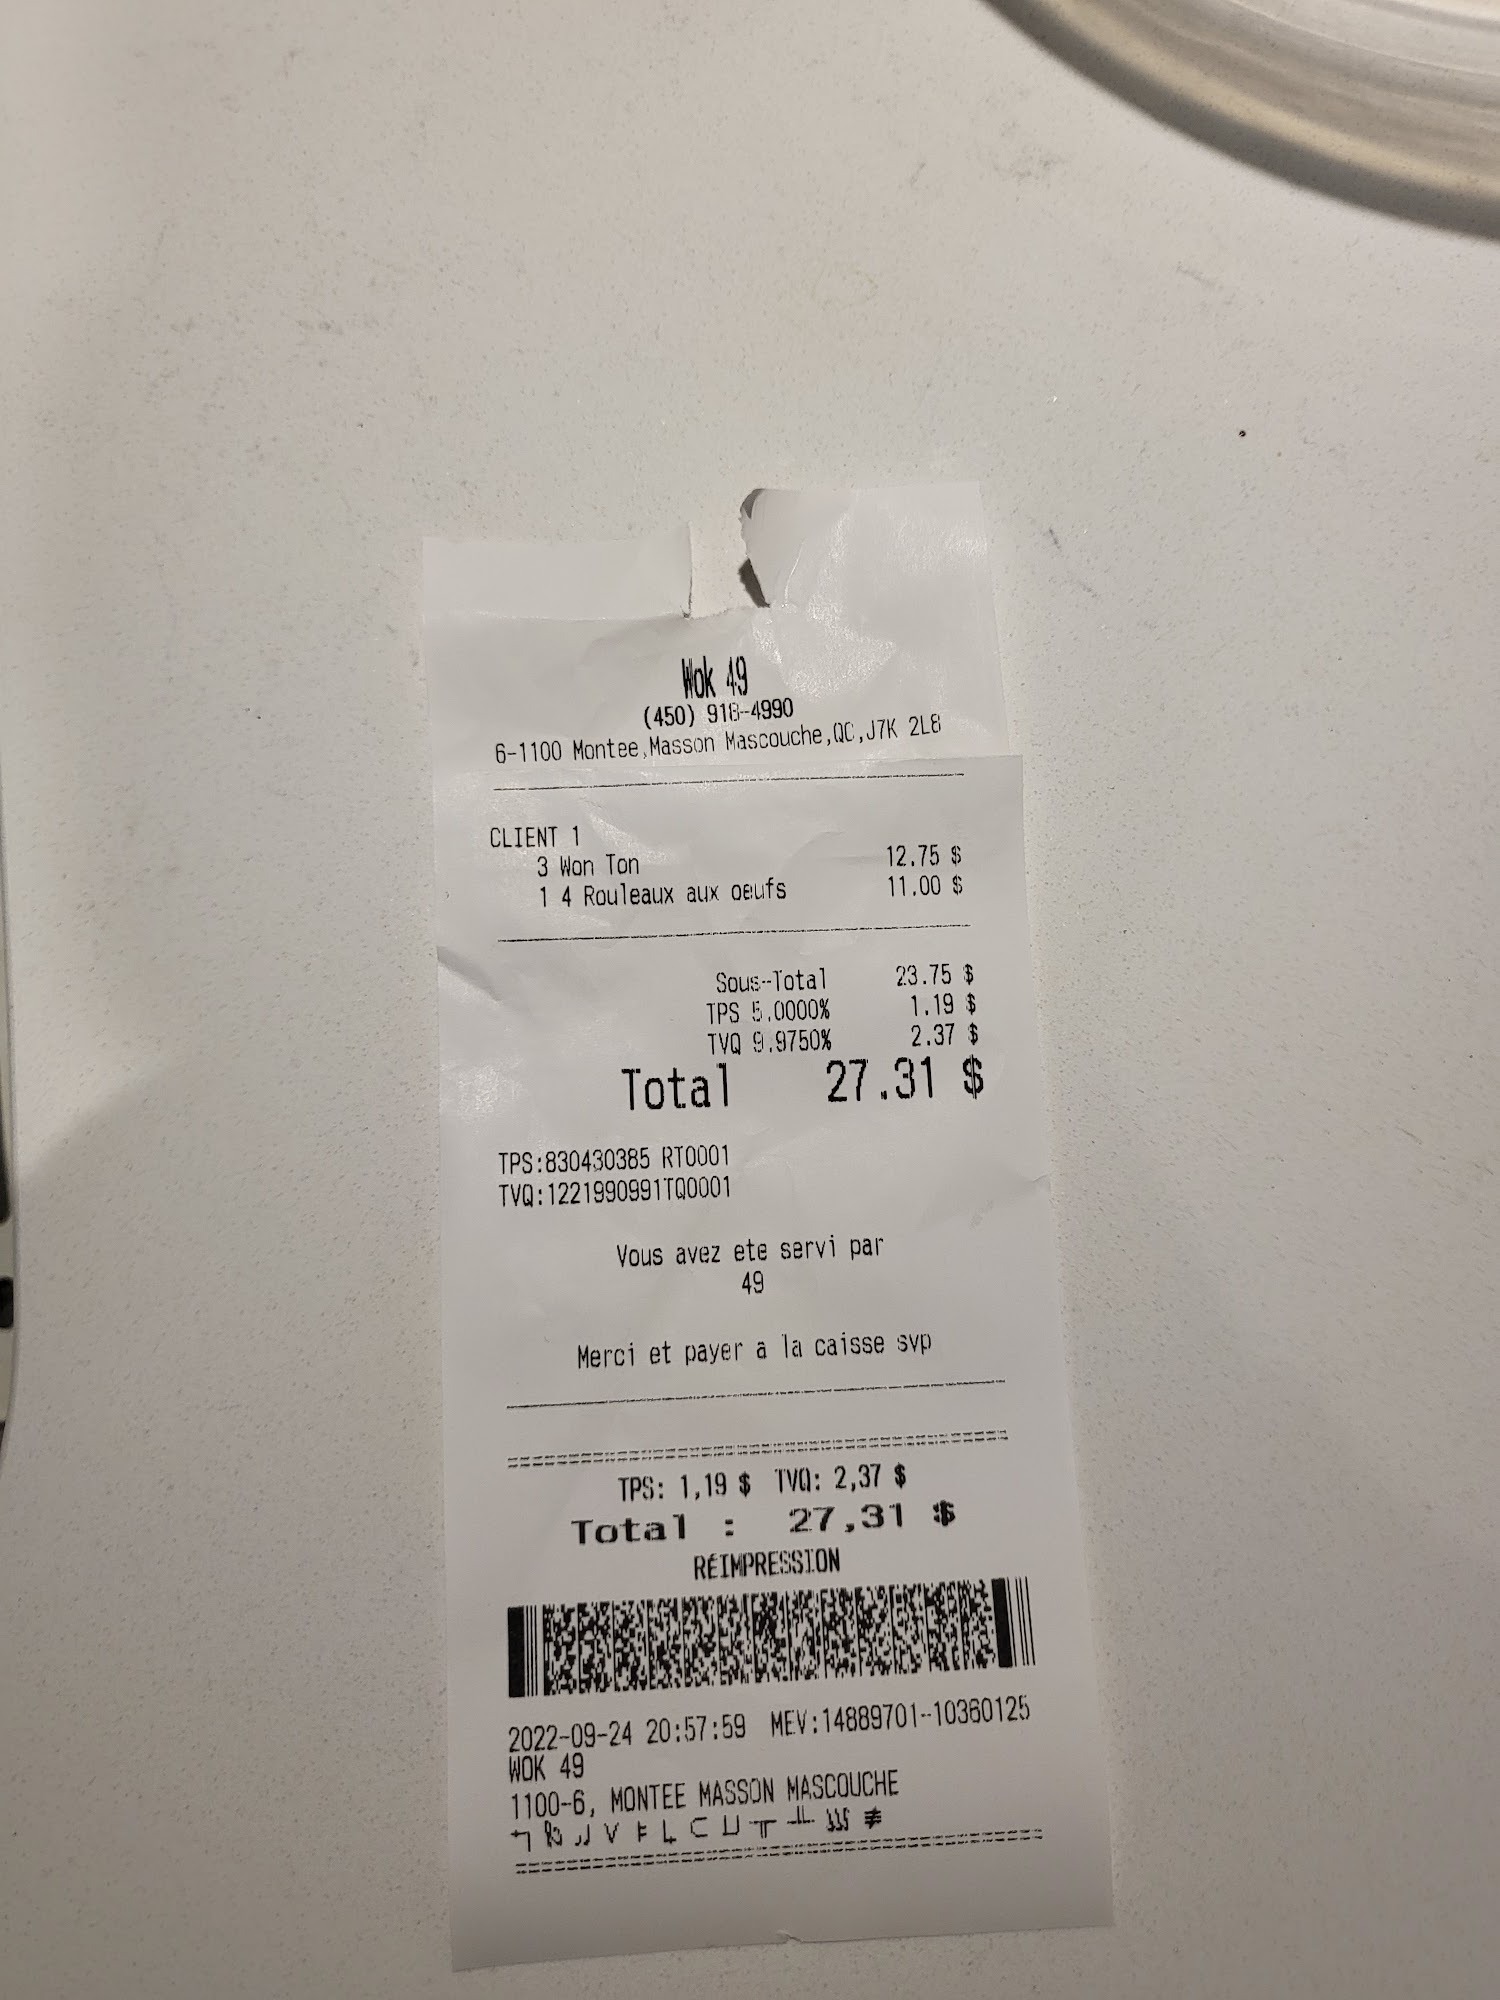 Wok 49
(450) 918-4990
6-1100 Montee,Masson Mascouche,QC,J7K 2L8
CLIENT 1
3 Won Ton 12.75 $
1 4 Rouleaux aux oeufs 11.00 $
Sous-Total 23.75 $
TPS 5.0000% 1.19 $
TVQ 9.9750% 2.37 $
Total 27.31 $
TPS:830430385 RT0001
TVQ:1221990991TQ0001
Vous avez ete servi par
49
Merci et payer a la caisse svp
TPS: 1,19 $ TVQ: 2,37 $
Total : 27,31 $
RÉIMPRESSION
2022-09-24 20:57:59 MEV:14889701-10360125
WOK 49
1100-6, MONTEE MASSON MASCOUCHE